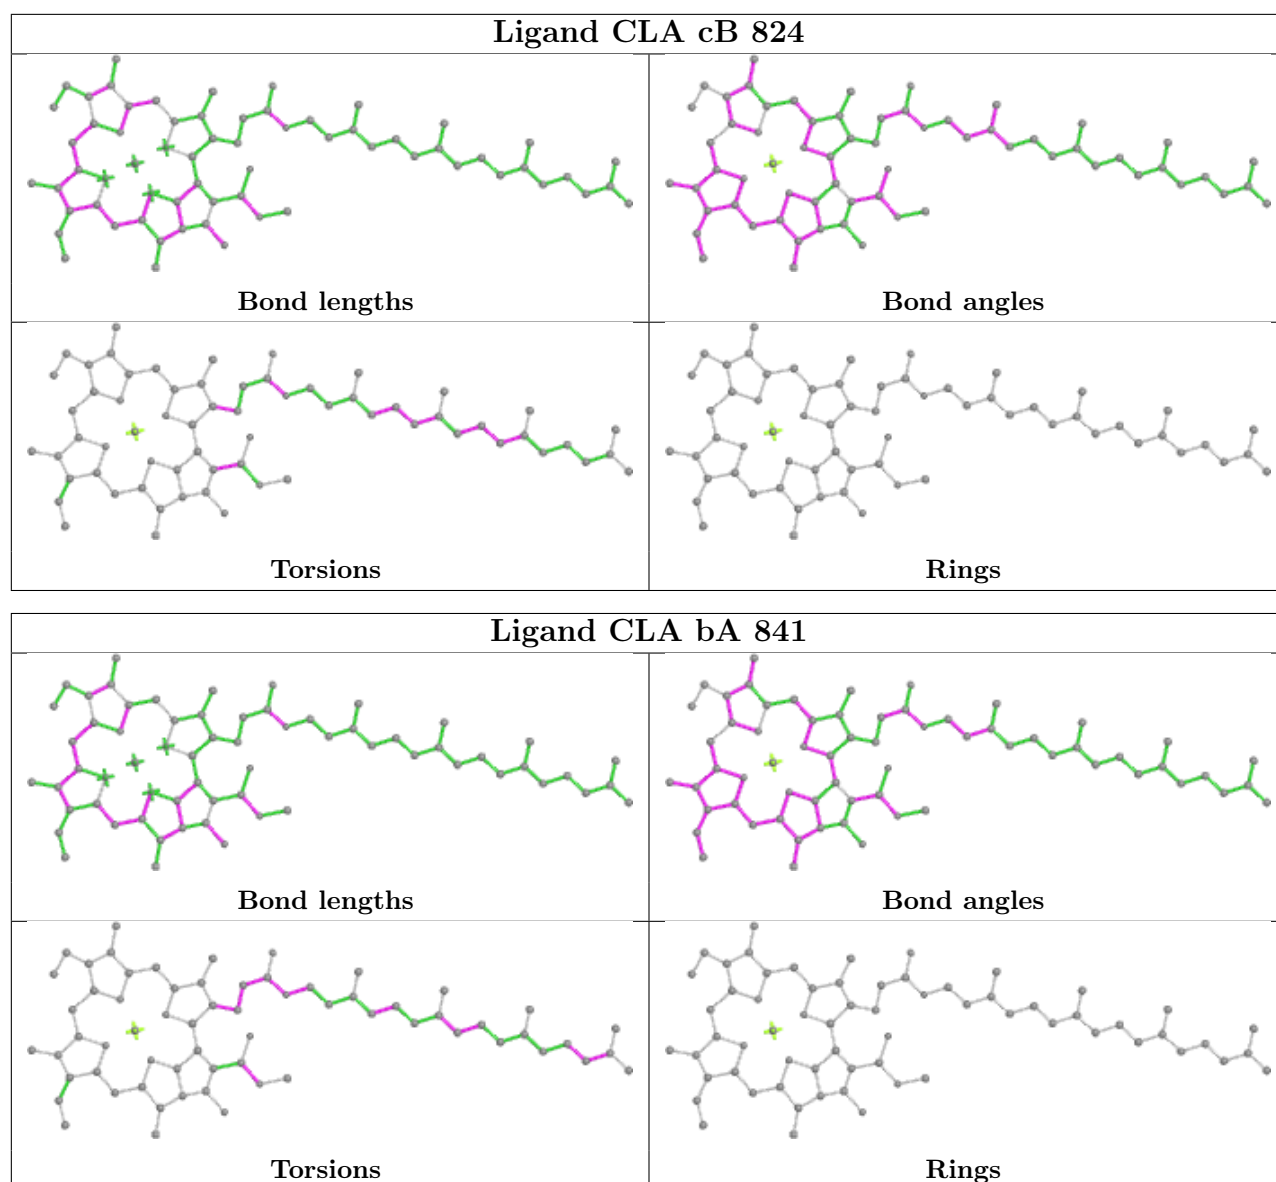 Ligand CLA cB 824
Bond lengths
Bond angles
Torsions
Rings
Ligand CLA bA 841
Bond lengths
Bond angles
Torsions
Rings